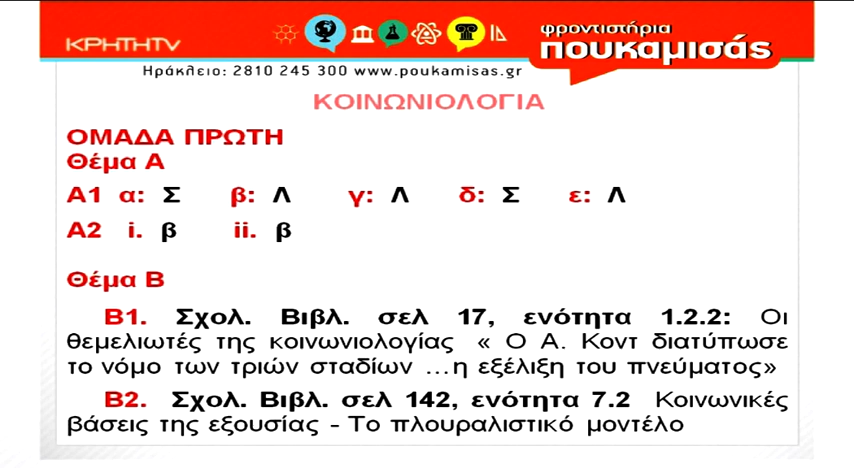 ΚΡΗΤΗTV
φροντιστήρια
πουκαμισάς
Ηράκλειο: 2810 245 300 www.poukamisas.gr
ΚΟΙΝΩΝΙΟΛΟΓΙΑ
ΟΜΑΔΑ ΠΡΩΤΗ
Θέμα Α
Α1 α: Σ β: Λ γ: Λ δ: Σ ε: Λ
Α2 i. β ii. β
Θέμα Β
Β1. Σχολ. Βιβλ. σελ 17, ενότητα 1.2.2: Οι
θεμελιωτές της κοινωνιολογίας « Ο Α. Κοντ διατύπωσε
το νόμο των τριών σταδίων ...η εξέλιξη του πνεύματος»
Β2. Σχολ. Βιβλ. σελ 142, ενότητα 7.2 Κοινωνικές
βάσεις της εξουσίας - Το πλουραλιστικό μοντέλο